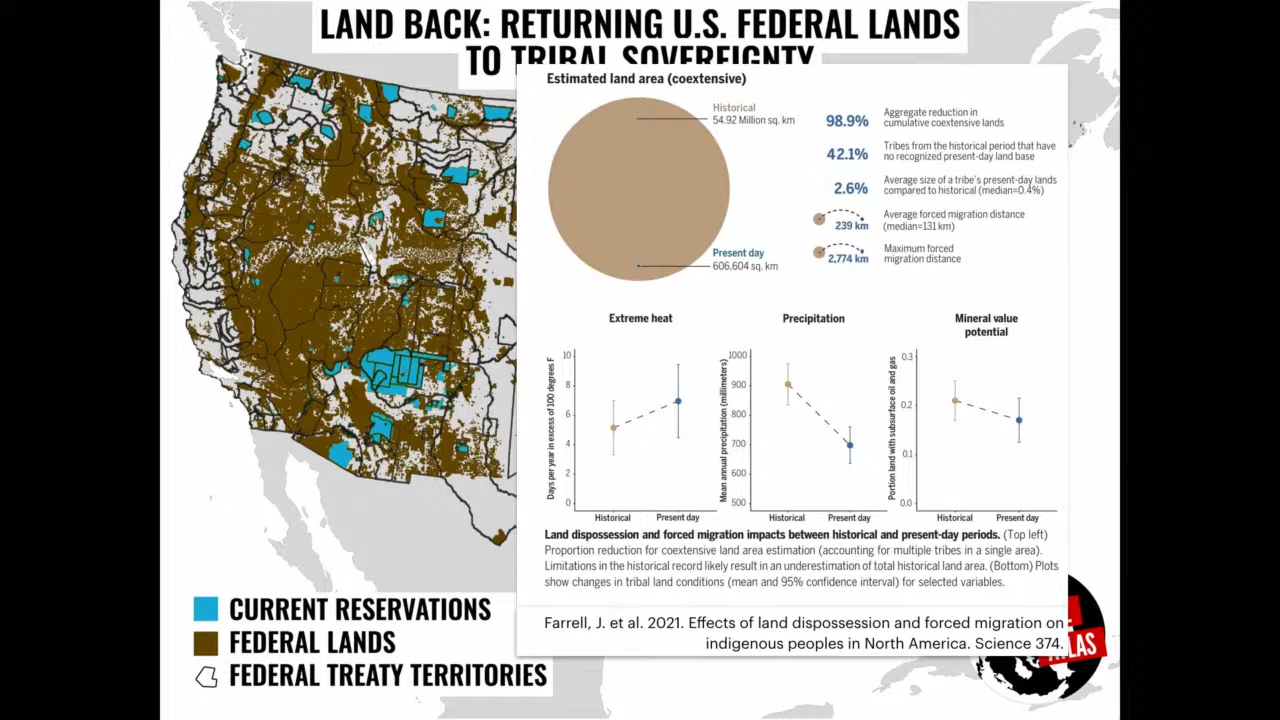 LAND BACK: RETURNING U.S. FEDERAL LANDS
TO TRIBAL SOVEREIGNTY
Estimated land area (coextensive)
Historical
54.92 Million sq. km
Present day
606,604 sq. km
98.9%
Aggregate reduction in
cumulative coextensive lands
42.1%
Tribes from the historical period that have
no recognized present-day land base
2.6%
Average size of a tribe's present-day lands
compared to historical (median=0.4%)
239 km
Average forced migration distance
(median=131 km)
2,774 km
Maximum forced
migration distance
Extreme heat
Days per year in excess of 100 degrees F
10
8
6
4
2
0
Historical
Present day
Precipitation
Mean annual precipitation (millimeters)
1000
900
800
700
600
500
Historical
Present day
Mineral value
potential
Portion land with subsurface oil and gas
0.3
0.2
0.1
0.0
Historical
Present day
Land dispossession and forced migration impacts between historical and present-day periods. (Top left)
Proportion reduction for coextensive land area estimation (accounting for multiple tribes in a single area).
Limitations in the historical record likely result in an underestimation of total historical land area. (Bottom) Plots
show changes in tribal land conditions (mean and 95% confidence interval) for selected variables.
Farrell, J. et al. 2021. Effects of land dispossession and forced migration on
indigenous peoples in North America. Science 374.
CURRENT RESERVATIONS
FEDERAL LANDS
FEDERAL TREATY TERRITORIES